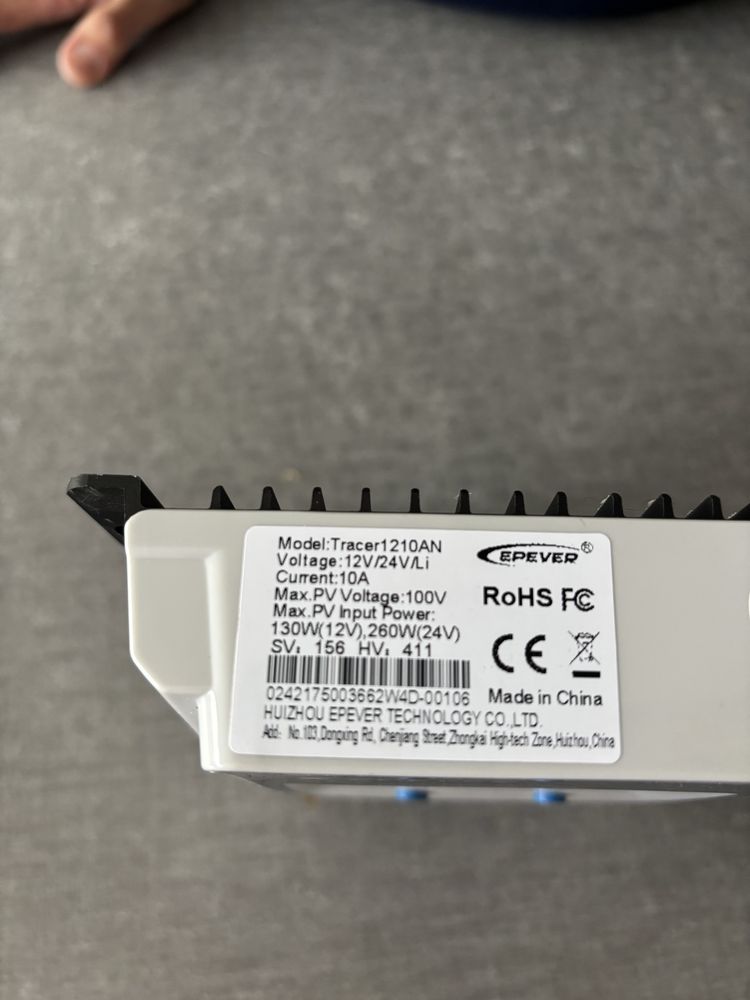 Model:Tracer1210AN
Voltage:12V/24V/Li
Current:10A
Max.PV Voltage:100V
Max.PV Input Power:
130W(12V),260W(24V)
SV: 156 HV: 411
0242175003662W4D-00106
HUIZHOU EPEVER TECHNOLOGY CO.,LTD.
Add: No.103,Dongxing Rd, Chenjiang Street,Zhongkai High-tech Zone,Huizhou,China
EPEVER®
RoHS FC
CE
Made in China